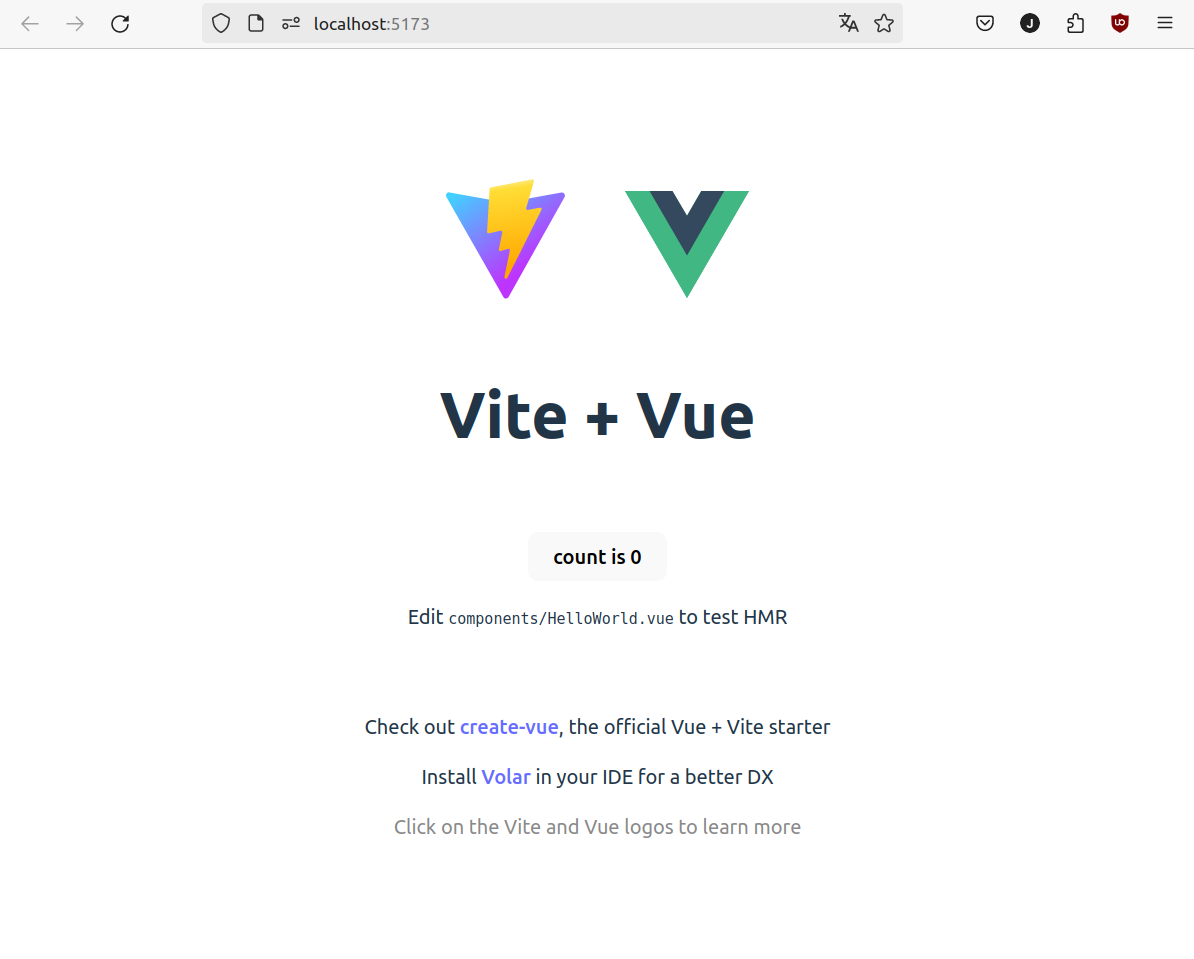 localhost:5173
J
Vite + Vue
count is 0
Edit components/HelloWorld.vue to test HMR
Check out create-vue, the official Vue + Vite starter
Install Volar in your IDE for a better DX
Click on the Vite and Vue logos to learn more